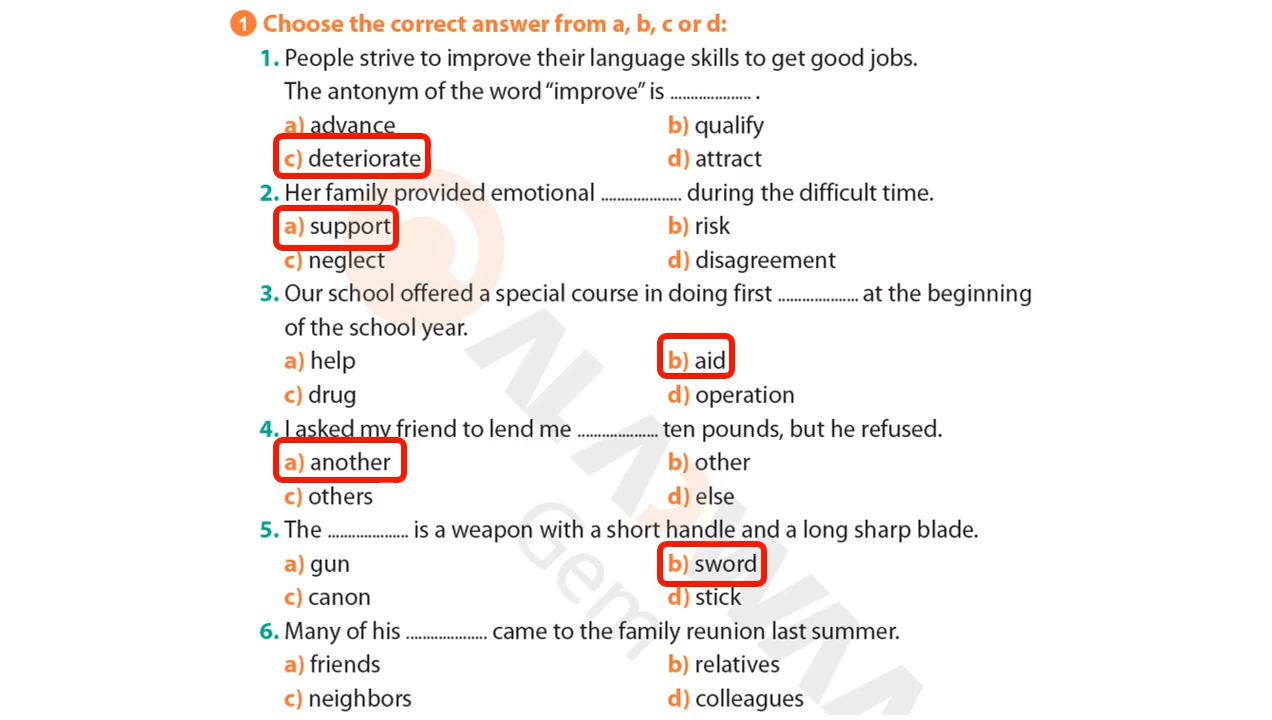 1 Choose the correct answer from a, b, c or d:
1. People strive to improve their language skills to get good jobs.
The antonym of the word “improve” is .................... .
a) advance b) qualify
c) deteriorate d) attract
2. Her family provided emotional .................... during the difficult time.
a) support b) risk
c) neglect d) disagreement
3. Our school offered a special course in doing first .................... at the beginning
of the school year.
a) help b) aid
c) drug d) operation
4. I asked my friend to lend me .................... ten pounds, but he refused.
a) another b) other
c) others d) else
5. The .................... is a weapon with a short handle and a long sharp blade.
a) gun b) sword
c) canon d) stick
6. Many of his .................... came to the family reunion last summer.
a) friends b) relatives
c) neighbors d) colleagues
Gem